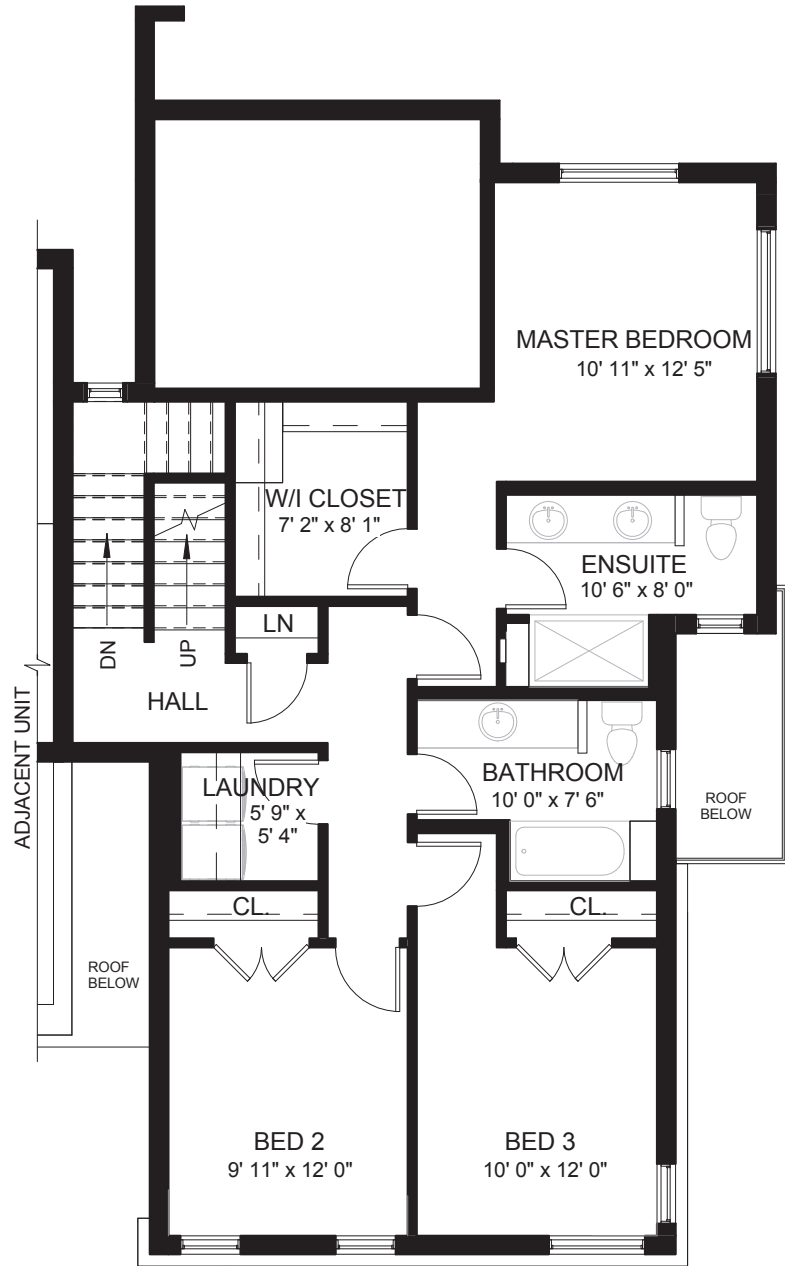 MASTER BEDROOM
10' 11" x 12' 5"
W/I CLOSET
7' 2" x 8' 1"
ENSUITE
10' 6" x 8' 0"
LN
DN
UP
HALL
ADJACENT UNIT
LAUNDRY
5' 9" x
5' 4"
BATHROOM
10' 0" x 7' 6"
ROOF
BELOW
CL.
CL.
ROOF
BELOW
BED 2
9' 11" x 12' 0"
BED 3
10' 0" x 12' 0"